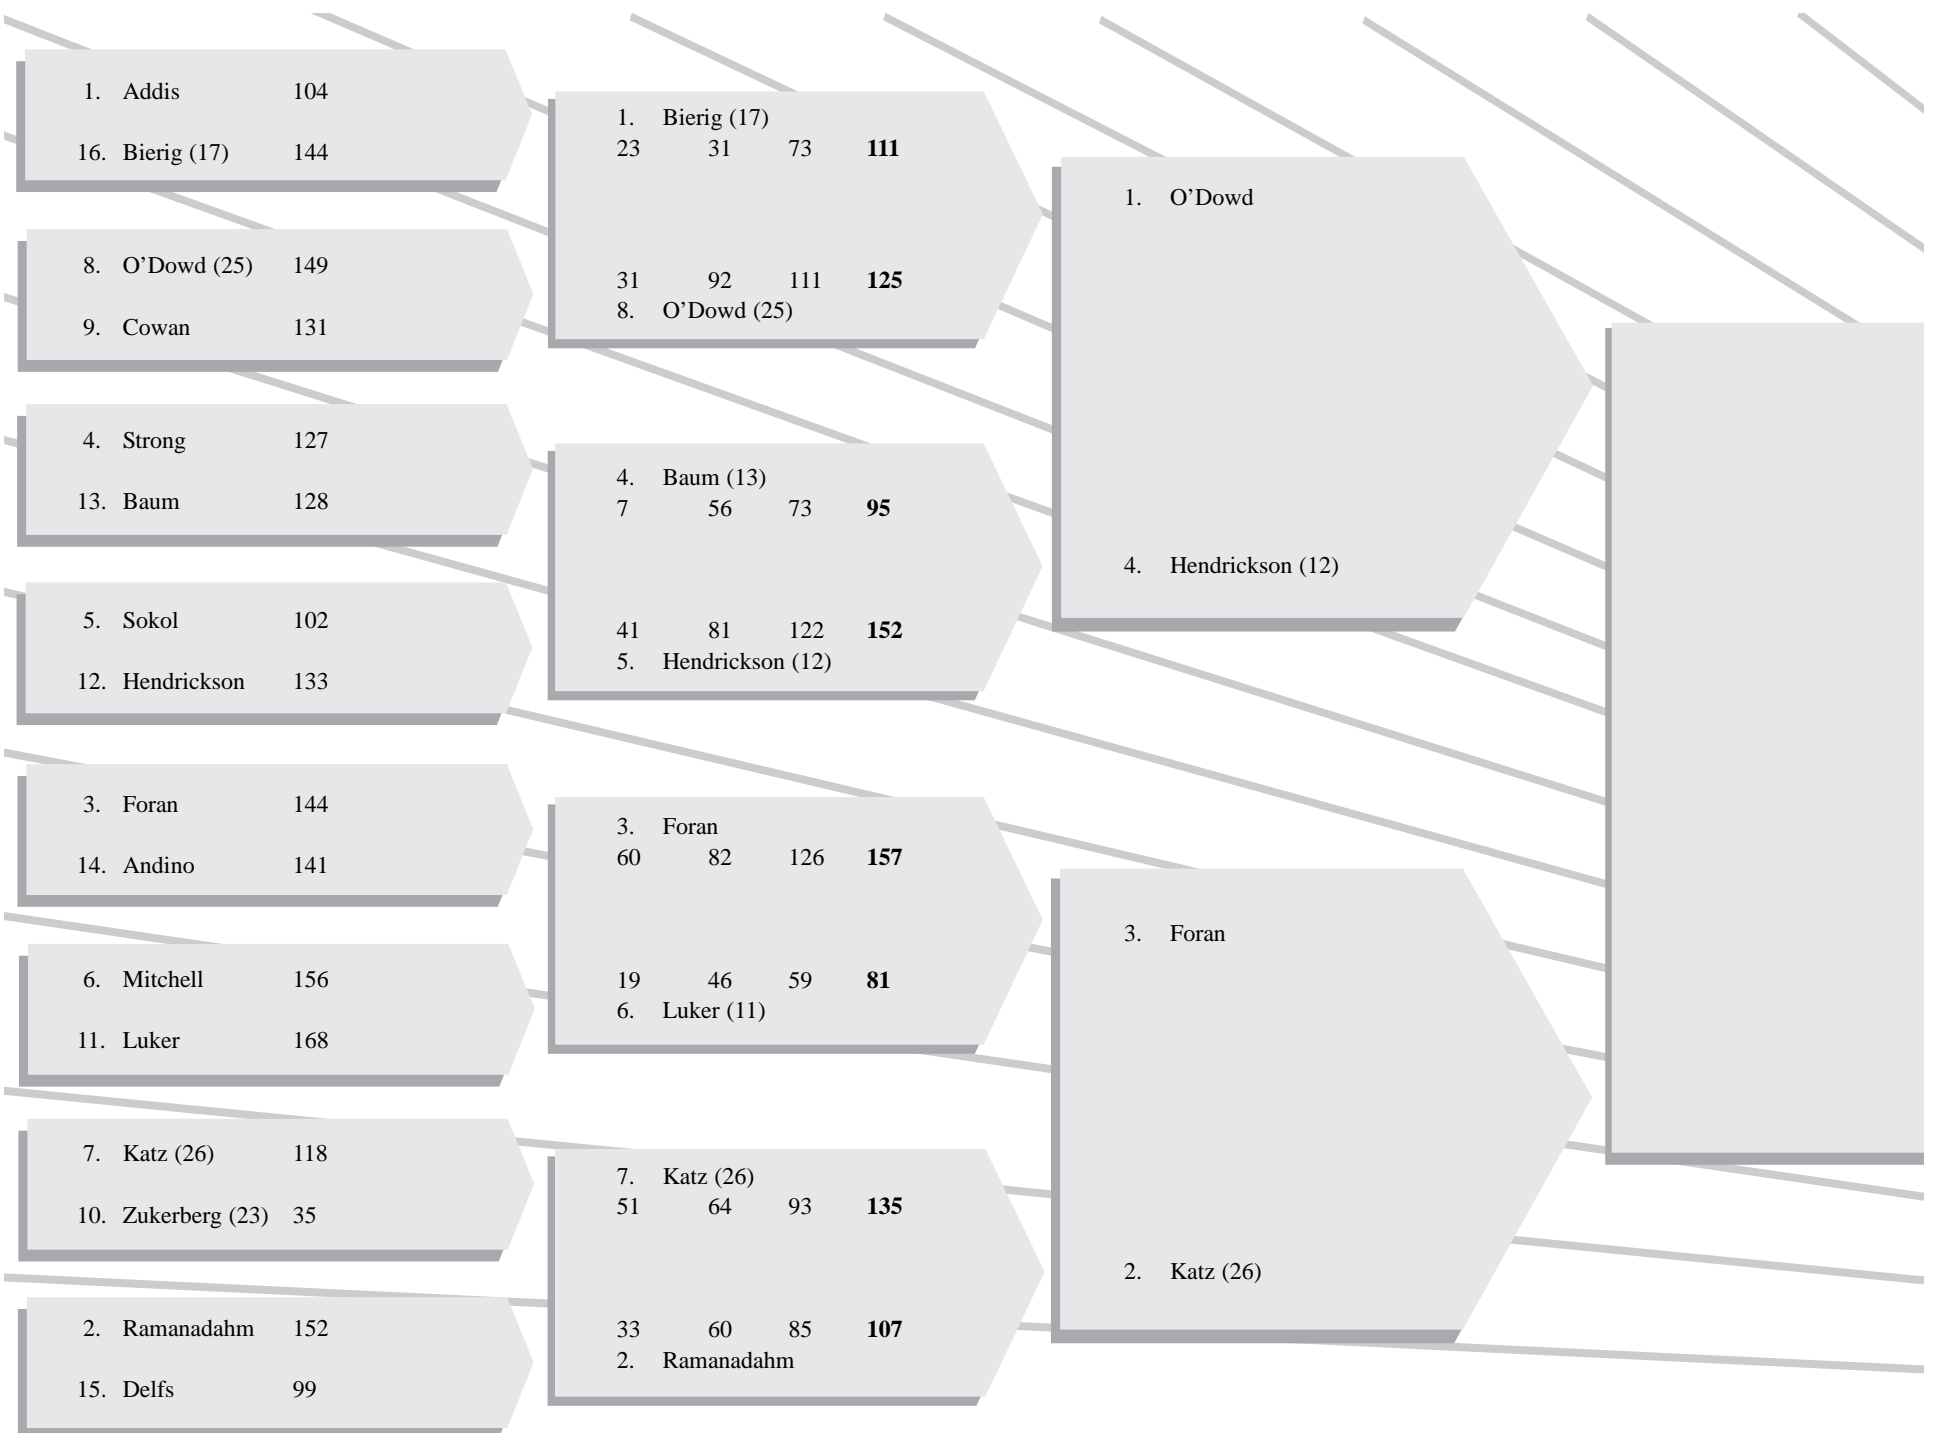 1. Addis 104
16. Bierig (17) 144
8. O’Dowd (25) 149
9. Cowan 131
4. Strong 127
13. Baum 128
5. Sokol 102
12. Hendrickson 133
3. Foran 144
14. Andino 141
6. Mitchell 156
11. Luker 168
7. Katz (26) 118
10. Zukerberg (23) 35
2. Ramanadahm 152
15. Delfs 99
1. Bierig (17)
23 31 73 111
31 92 111 125
8. O’Dowd (25)
4. Baum (13)
7 56 73 95
41 81 122 152
5. Hendrickson (12)
3. Foran
60 82 126 157
19 46 59 81
6. Luker (11)
7. Katz (26)
51 64 93 135
33 60 85 107
2. Ramanadahm
1. O’Dowd
4. Hendrickson (12)
3. Foran
2. Katz (26)